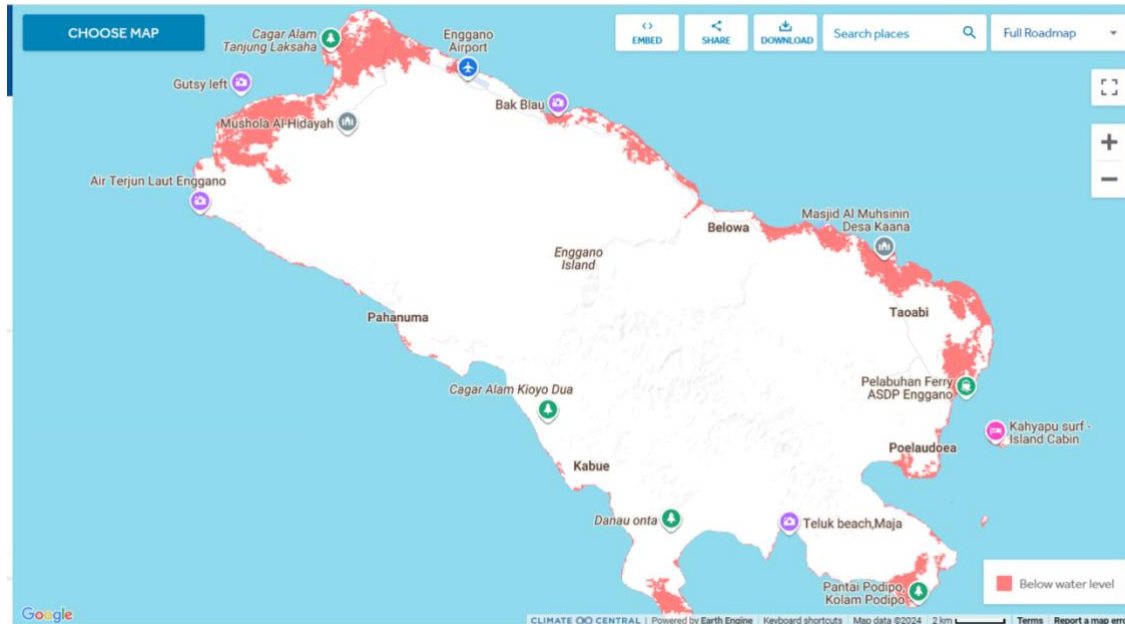 CHOOSE MAP
EMBED
SHARE
DOWNLOAD
Search places
Full Roadmap
Cagar Alam
Tanjung Laksaha
Enggano
Airport
Gutsy left
Bak Blau
Mushola Al-Hidayah
Air Terjun Laut Enggano
Masjid Al Muhsinin
Desa Kaana
Belowa
Enggano
Island
Taoabi
Pahanuma
Pelabuhan Ferry
ASDP Enggano
Cagar Alam Kioyo Dua
Kahyapu surf -
Island Cabin
Poelaudoea
Kabue
Danau onta
Teluk beach,Maja
Below water level
Pantai Podipo,
Kolam Podipo
Google
CLIMATE CENTRAL | Powered by Earth Engine Keyboard shortcuts Map data ©2024 2 km Terms Report a map erro